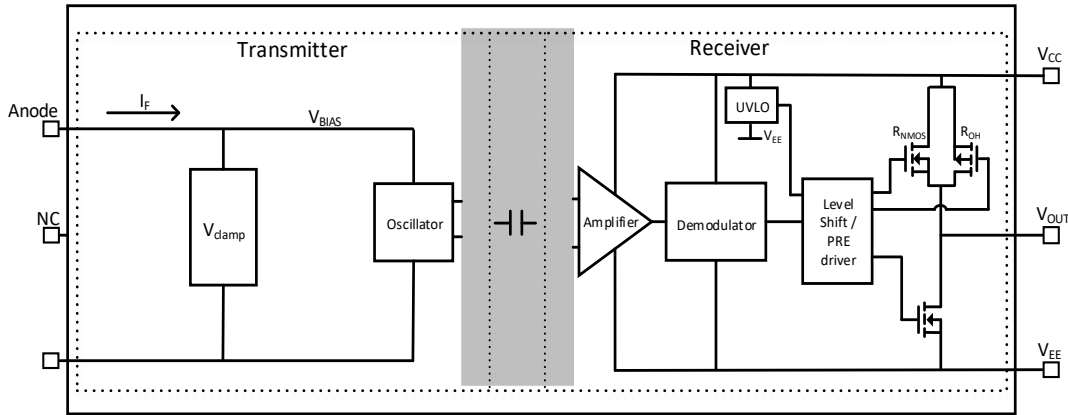 Transmitter
Receiver
VCC
Anode
IF
VBIAS
UVLO
VEE
RNMOS
ROH
NC
Vclamp
Oscillator
Amplifier
Demodulator
Level
Shift /
PRE
driver
VOUT
VEE